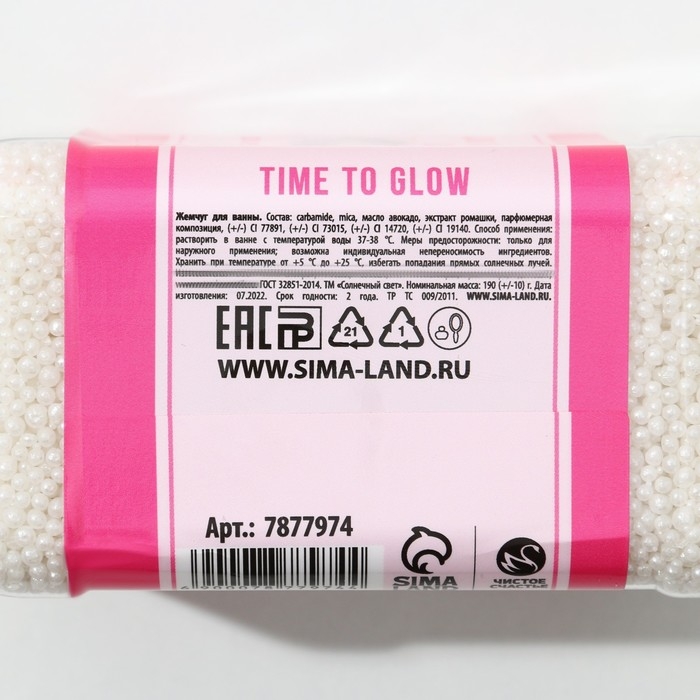 TIME TO GLOW
Жемчуг для ванны. Состав: carbamide, mica, масло авокадо, экстракт ромашки, парфюмерная
композиция, (+/-) CI 77891, (+/-) CI 73015, (+/-) CI 14720, (+/-) CI 19140. Способ применения:
растворить в ванне с температурой воды 37-38 °С. Меры предосторожности: только для
наружного применения; возможна индивидуальная непереносимость ингредиентов.
Хранить при температуре от +5 °С до +25 °С, избегать попадания прямых солнечных лучей.
ГОСТ 32851-2014. ТМ «Солнечный свет». Номинальная масса: 190 (+/-10) г. Дата
изготовления: 07.2022. Срок годности: 2 года. ТР ТС 009/2011. WWW.SIMA-LAND.RU.
EAC
21
1
WWW.SIMA-LAND.RU
Арт.: 7877974
SIMA
LAND
ЧИСТОЕ
СЧАСТЬЕ